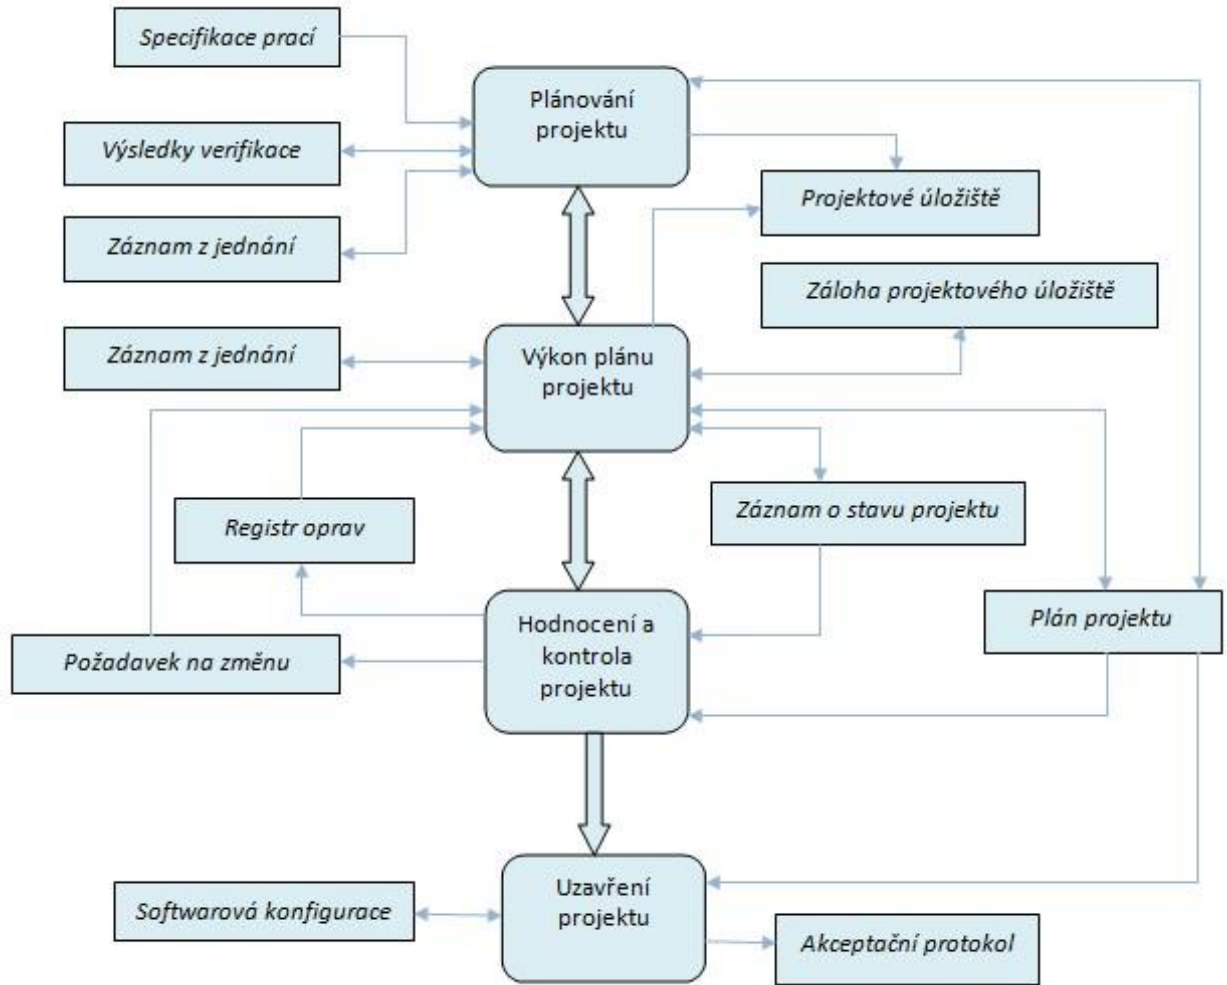 Specifikace prací
Plánování
projektu
Výsledky verifikace
Projektové úložiště
Záznam z jednání
Záloha projektového úložiště
Záznam z jednání
Výkon plánu
projektu
Registr oprav
Záznam o stavu projektu
Hodnocení a
kontrola
projektu
Plán projektu
Požadavek na změnu
Uzavření
projektu
Softwarová konfigurace
Akceptační protokol